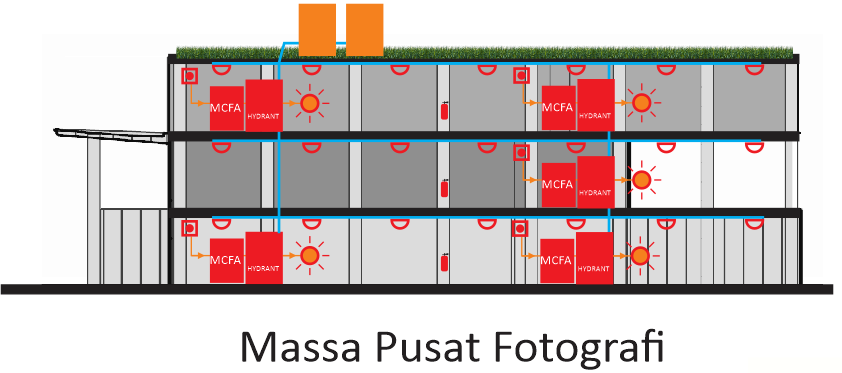 MCFA HYDRANT MCFA HYDRANT
MCFA HYDRANT
MCFA HYDRANT MCFA HYDRANT
Massa Pusat Fotografi